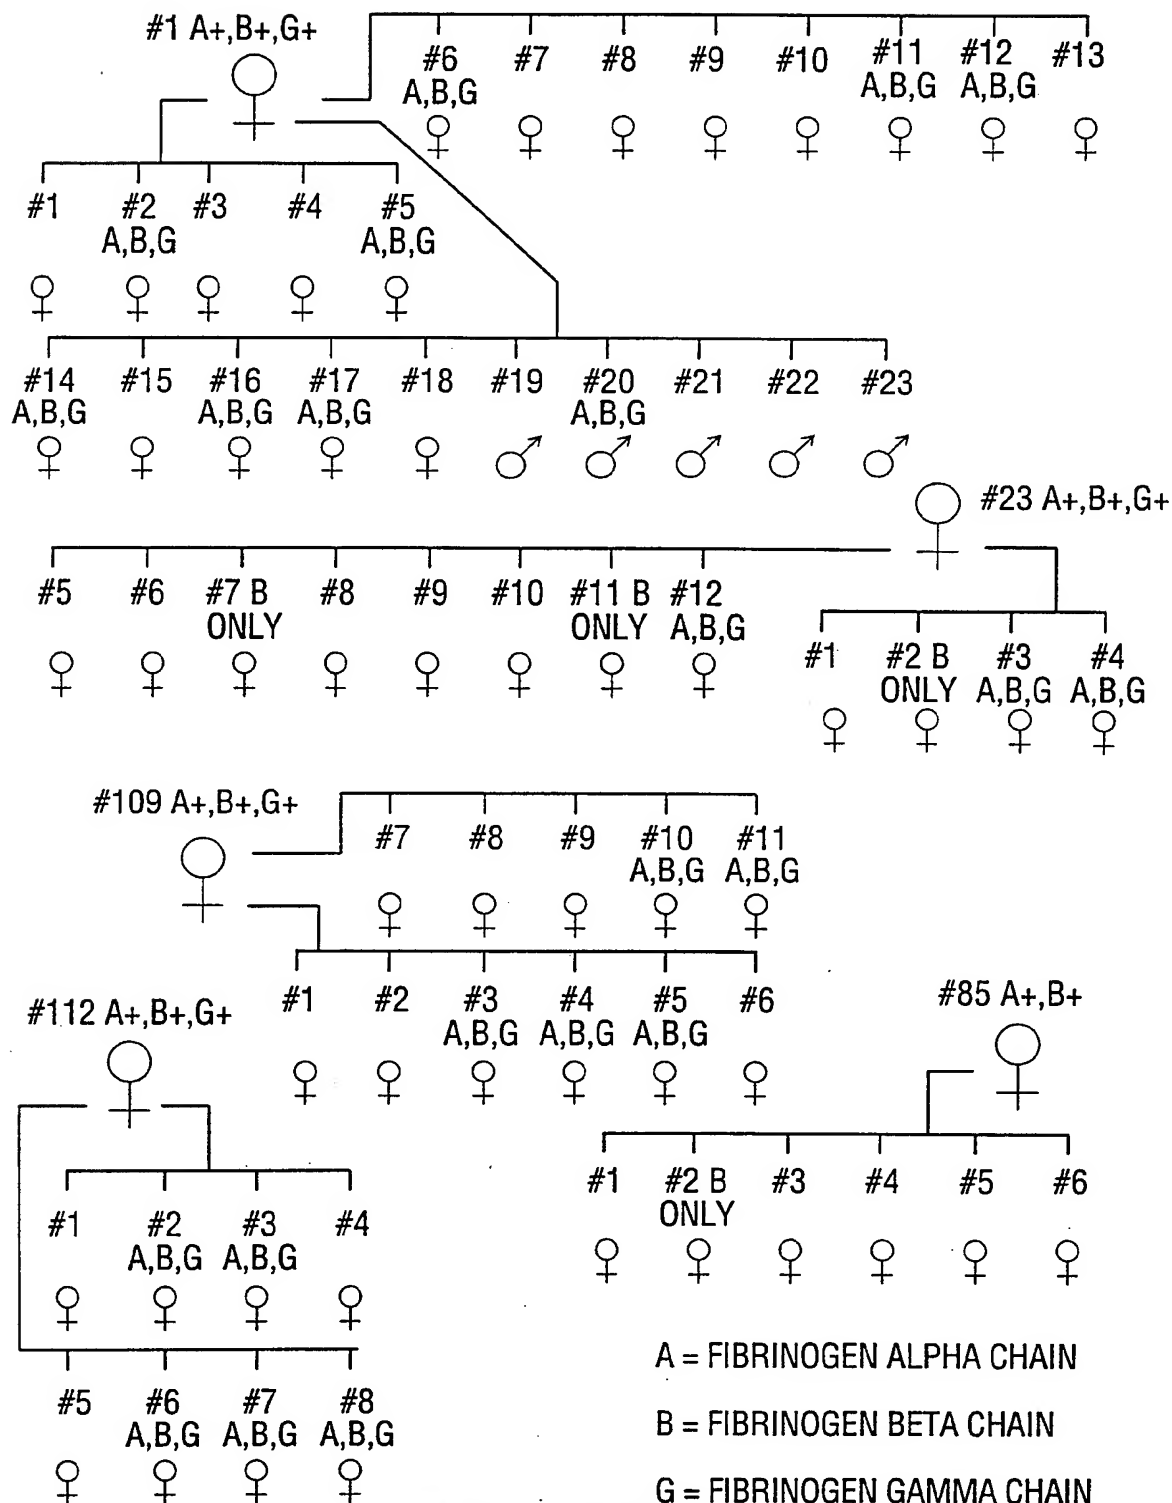 #1 A+,B+,G+
#6 #7 #8 #9 #10 #11 #12 #13
A,B,G A,B,G A,B,G
#1 #2 #3 #4 #5
A,B,G A,B,G
#14 #15 #16 #17 #18 #19 #20 #21 #22 #23
A,B,G A,B,G A,B,G A,B,G
#23 A+,B+,G+
#5 #6 #7 B #8 #9 #10 #11 B #12
ONLY ONLY A,B,G
#1 #2 B #3 #4
ONLY A,B,G A,B,G
#109 A+,B+,G+
#7 #8 #9 #10 #11
A,B,G A,B,G
#1 #2 #3 #4 #5 #6
A,B,G A,B,G A,B,G
#112 A+,B+,G+
#85 A+,B+
#1 #2 B #3 #4 #5 #6
ONLY
#1 #2 #3 #4
A,B,G A,B,G
#5 #6 #7 #8
A,B,G A,B,G A,B,G
A = FIBRINOGEN ALPHA CHAIN
B = FIBRINOGEN BETA CHAIN
G = FIBRINOGEN GAMMA CHAIN